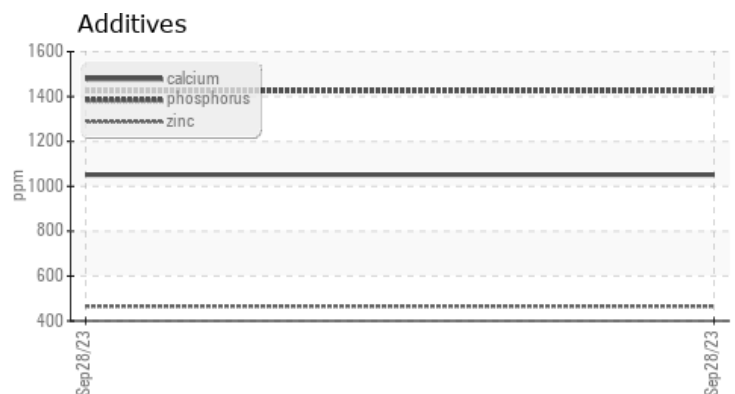 Additives
1600
1400
1200
1000
800
600
400
ppm
calcium
phosphorus
zinc
Sep28/23
Sep28/23